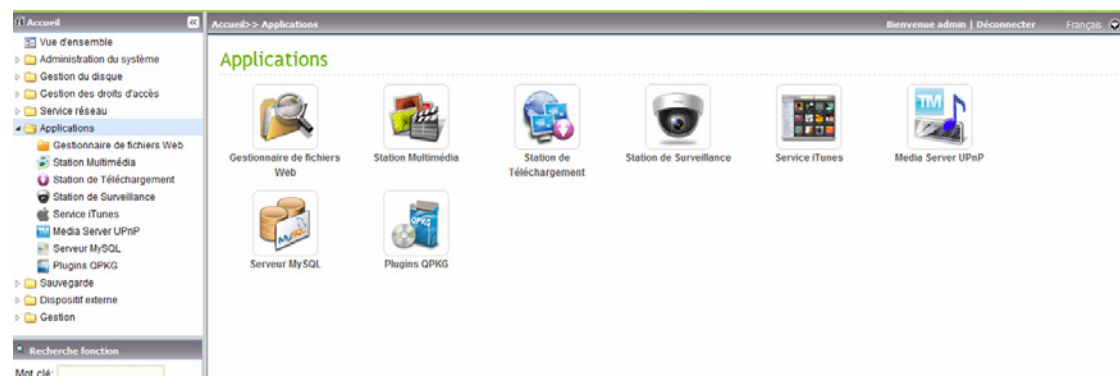 Accueil
Vue d'ensemble
Administration du système
Gestion du disque
Gestion des droits d'accès
Service réseau
Applications
Gestionnaire de fichiers Web
Station Multimédia
Station de Téléchargement
Station de Surveillance
Service iTunes
Media Server UPnP
Serveur MySQL
Plugins QPKG
Sauvegarde
Dispositif externe
Gestion
Recherche fonction
Mot clé:
Accueil>> Applications
Bienvenue admin | Déconnecter
Français
Applications
Gestionnaire de fichiers
Web
Station Multimédia
Station de
Téléchargement
Station de Surveillance
Service iTunes
TM
Media Server UPnP
MySQL
Serveur MySQL
QPKG
Plugins QPKG